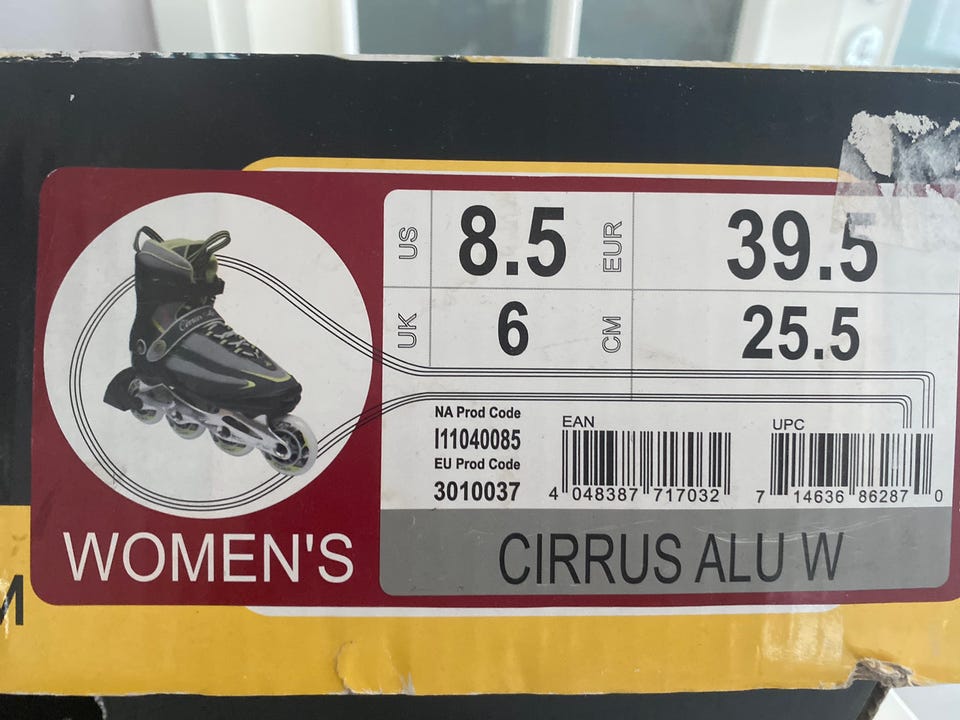 US 8.5 EUR 39.5
UK 6 CM 25.5
NA Prod Code
I11040085
EU Prod Code
3010037
EAN
4 048387 717032
UPC
7 14636 86287 0
WOMEN'S
CIRRUS ALU W
M